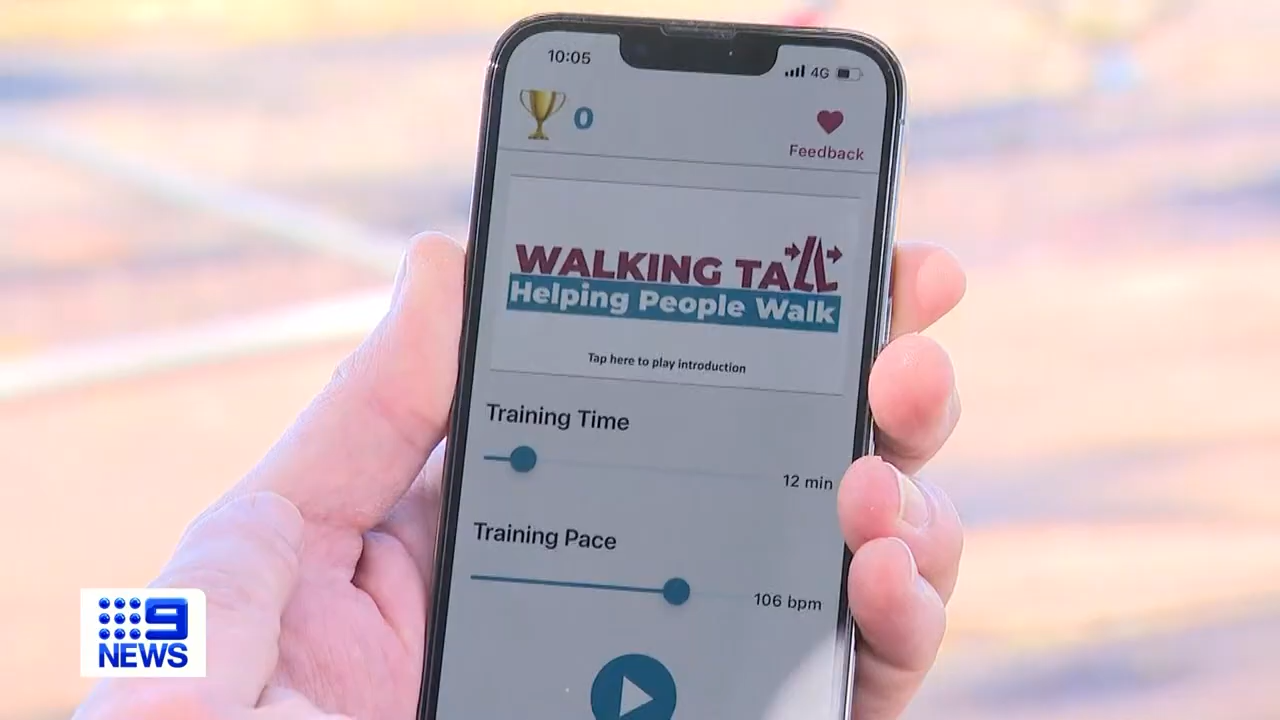 10:05
4G
0
Feedback
WALKING TALL
Helping People Walk
Tap here to play introduction
Training Time
12 min
Training Pace
106 bpm
9
NEWS